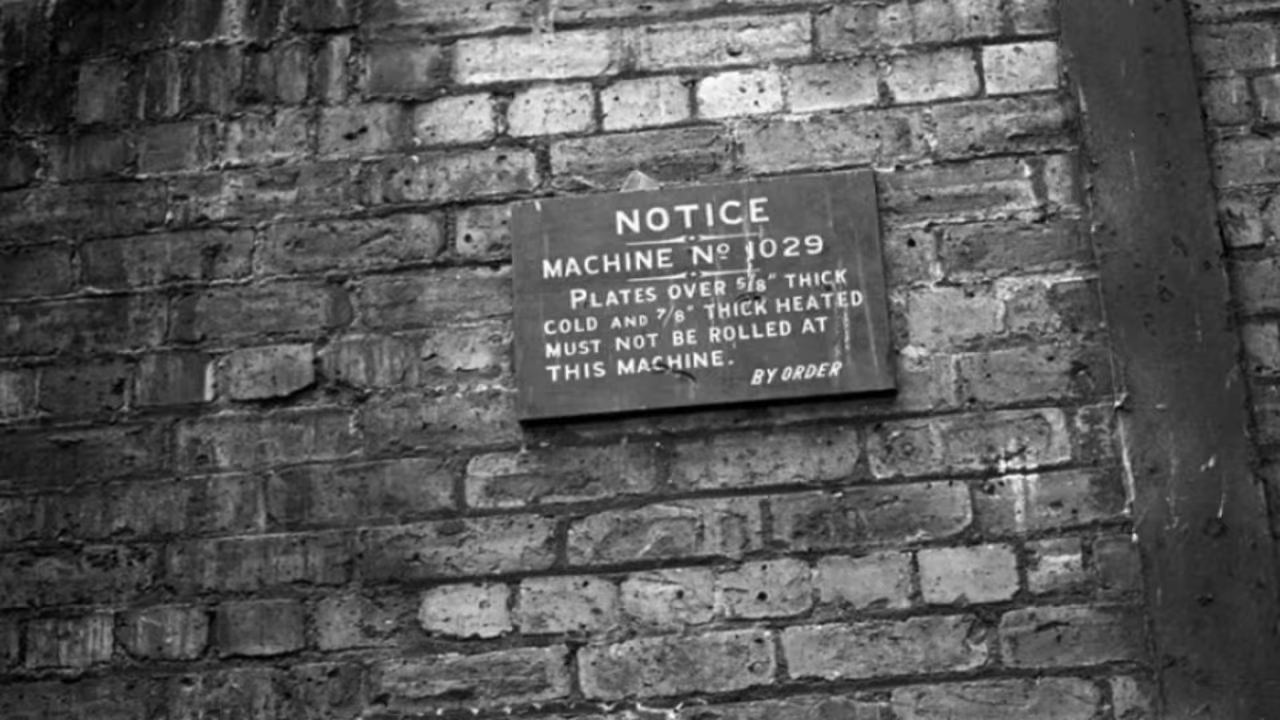 NOTICE
MACHINE Nº 1029
PLATES OVER 5/8" THICK
COLD AND 7/8" THICK HEATED
MUST NOT BE ROLLED AT
THIS MACHINE.
BY ORDER